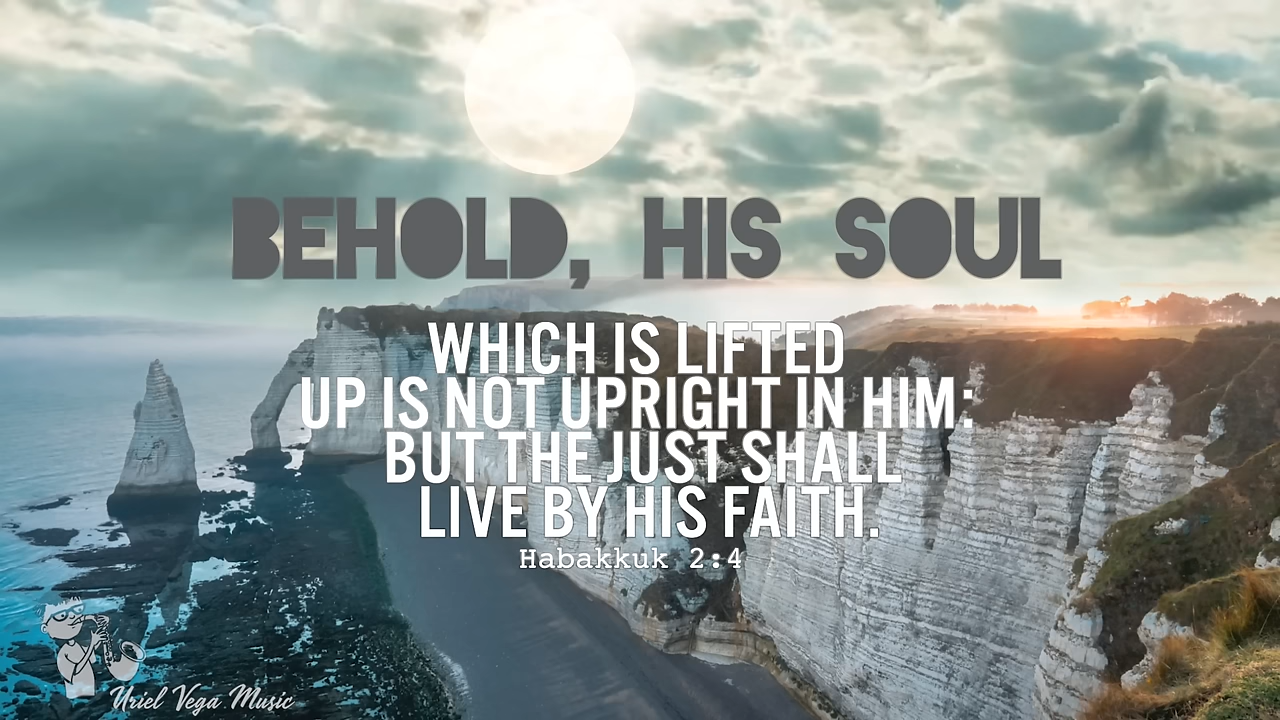 BEHOLD, HIS SOUL
WHICH IS LIFTED
UP IS NOT UPRIGHT IN HIM:
BUT THE JUST SHALL
LIVE BY HIS FAITH.
Habakkuk 2:4
Uriel Vega Music